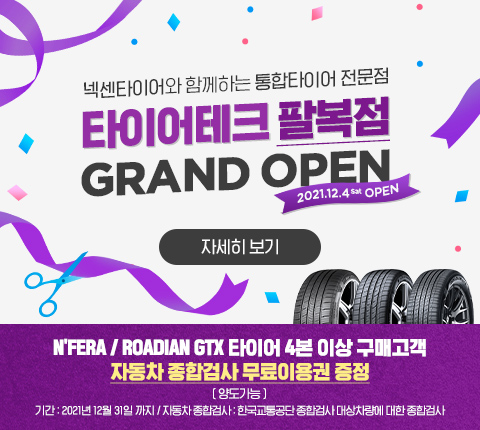 넥센타이어와 함께하는 통합타이어 전문점
타이어테크 팔복점
GRAND OPEN
2021.12.4 sat OPEN
자세히 보기
N'FERA / ROADIAN GTX 타이어 4본 이상 구매고객
자동차 종합검사 무료이용권 증정
[ 양도가능 ]
기간 : 2021년 12월 31일 까지 / 자동차 종합검사 : 한국교통공단 종합검사 대상차량에 대한 종합검사